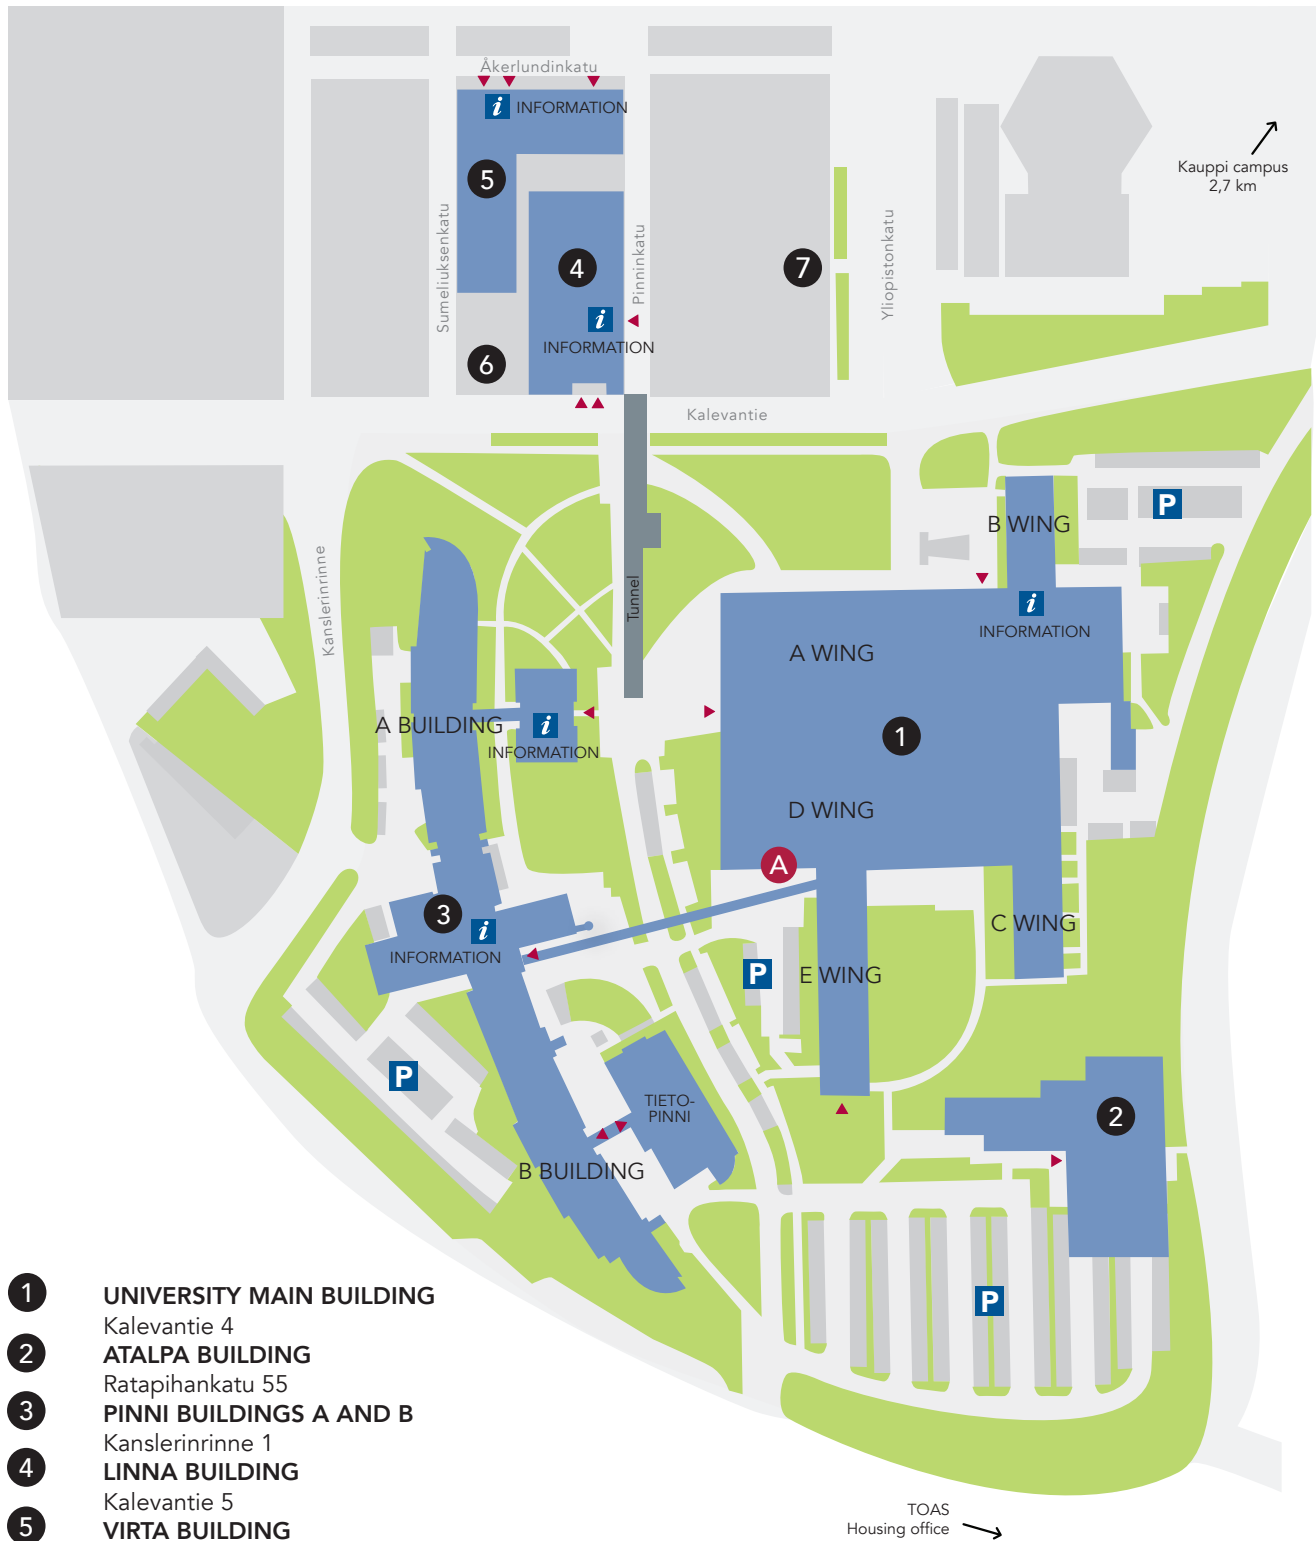 Åkerlundinkatu
i INFORMATION
Kauppi campus
2,7 km
5
Sumeliuksenkatu
4
Pinninkatu
7
Yliopistonkatu
i
INFORMATION
6
Kalevantie
B WING
P
Kanslerinrinne
Tunnel
i
INFORMATION
A WING
A BUILDING
i
INFORMATION
1
D WING
A
3
i
INFORMATION
C WING
P
E WING
P
TIETO-
PINNI
2
B BUILDING
P
1 UNIVERSITY MAIN BUILDING
Kalevantie 4
2 ATALPA BUILDING
Ratapihankatu 55
3 PINNI BUILDINGS A AND B
Kanslerinrinne 1
4 LINNA BUILDING
Kalevantie 5
5 VIRTA BUILDING
TOAS
Housing office